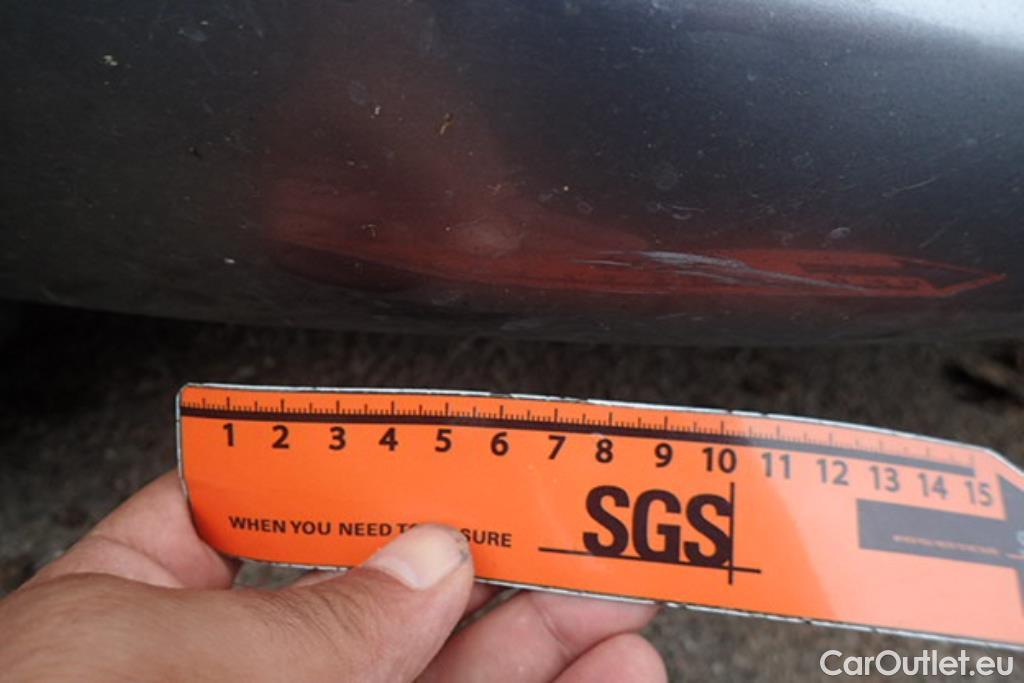 1 2 3 4 5 6 7 8 9 10 11 12 13 14 15
SGS
WHEN YOU NEED T SURE
CarOutlet.eu